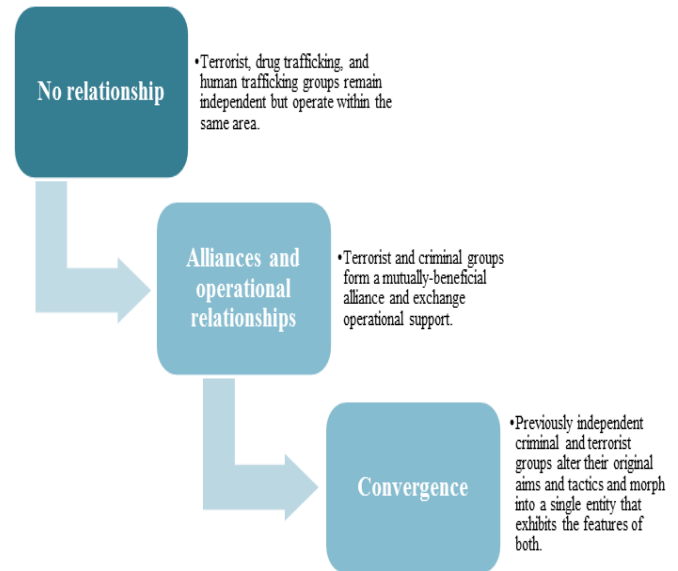 No relationship
•Terrorist, drug trafficking, and
human trafficking groups remain
independent but operate within the
same area.
Alliances and
operational
relationships
•Terrorist and criminal groups
form a mutually-beneficial
alliance and exchange
operational support.
Convergence
•Previously independent
criminal and terrorist
groups alter their original
aims and tactics and morph
into a single entity that
exhibits the features of
both.